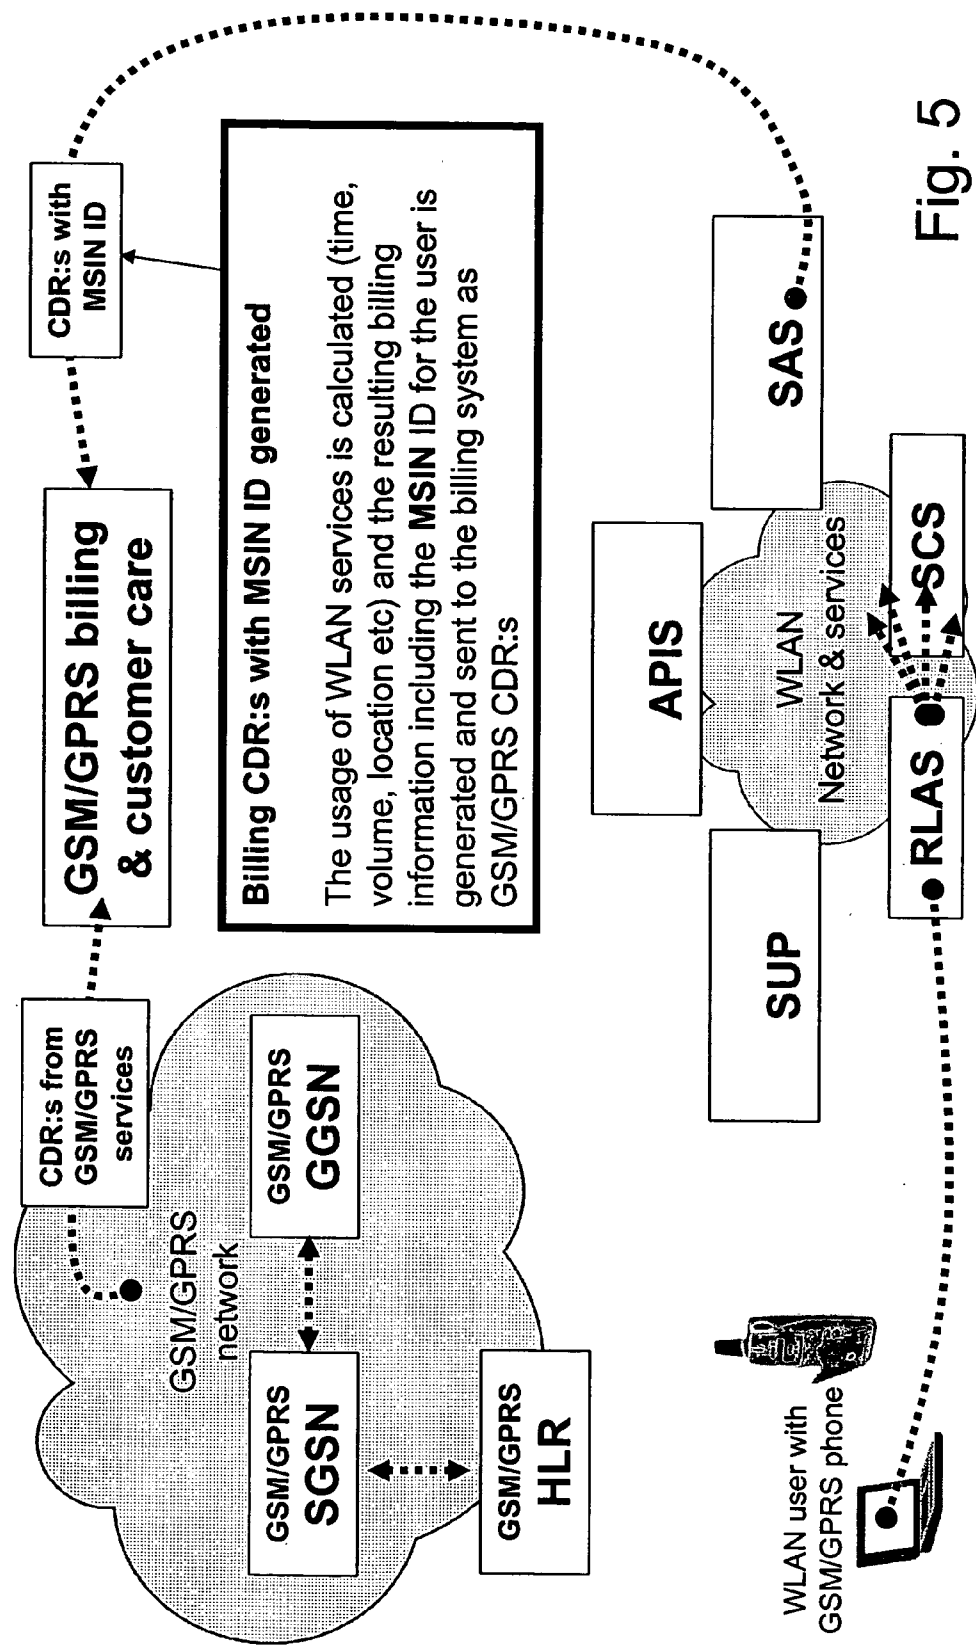 CDR:s from
GSM/GPRS
services
GSM/GPRS billing
& customer care
CDR:s with
MSIN ID
GSM/GPRS
network
GSM/GPRS
SGSN
GSM/GPRS
GGSN
GSM/GPRS
HLR
Billing CDR:s with MSIN ID generated
The usage of WLAN services is calculated (time,
volume, location etc) and the resulting billing
information including the MSIN ID for the user is
generated and sent to the billing system as
GSM/GPRS CDR:s
APIS
SUP
SAS
WLAN
Network & services
RLAS
SCS
WLAN user with
GSM/GPRS phone
Fig. 5